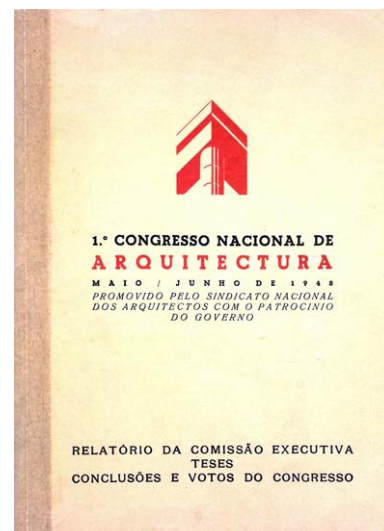 1.º CONGRESSO NACIONAL DE
ARQUITECTURA
MAIO / JUNHO DE 1948
PROMOVIDO PELO SINDICATO NACIONAL
DOS ARQUITECTOS COM O PATROCINIO
DO GOVERNO
RELATÓRIO DA COMISSÃO EXECUTIVA
TESES
CONCLUSÕES E VOTOS DO CONGRESSO